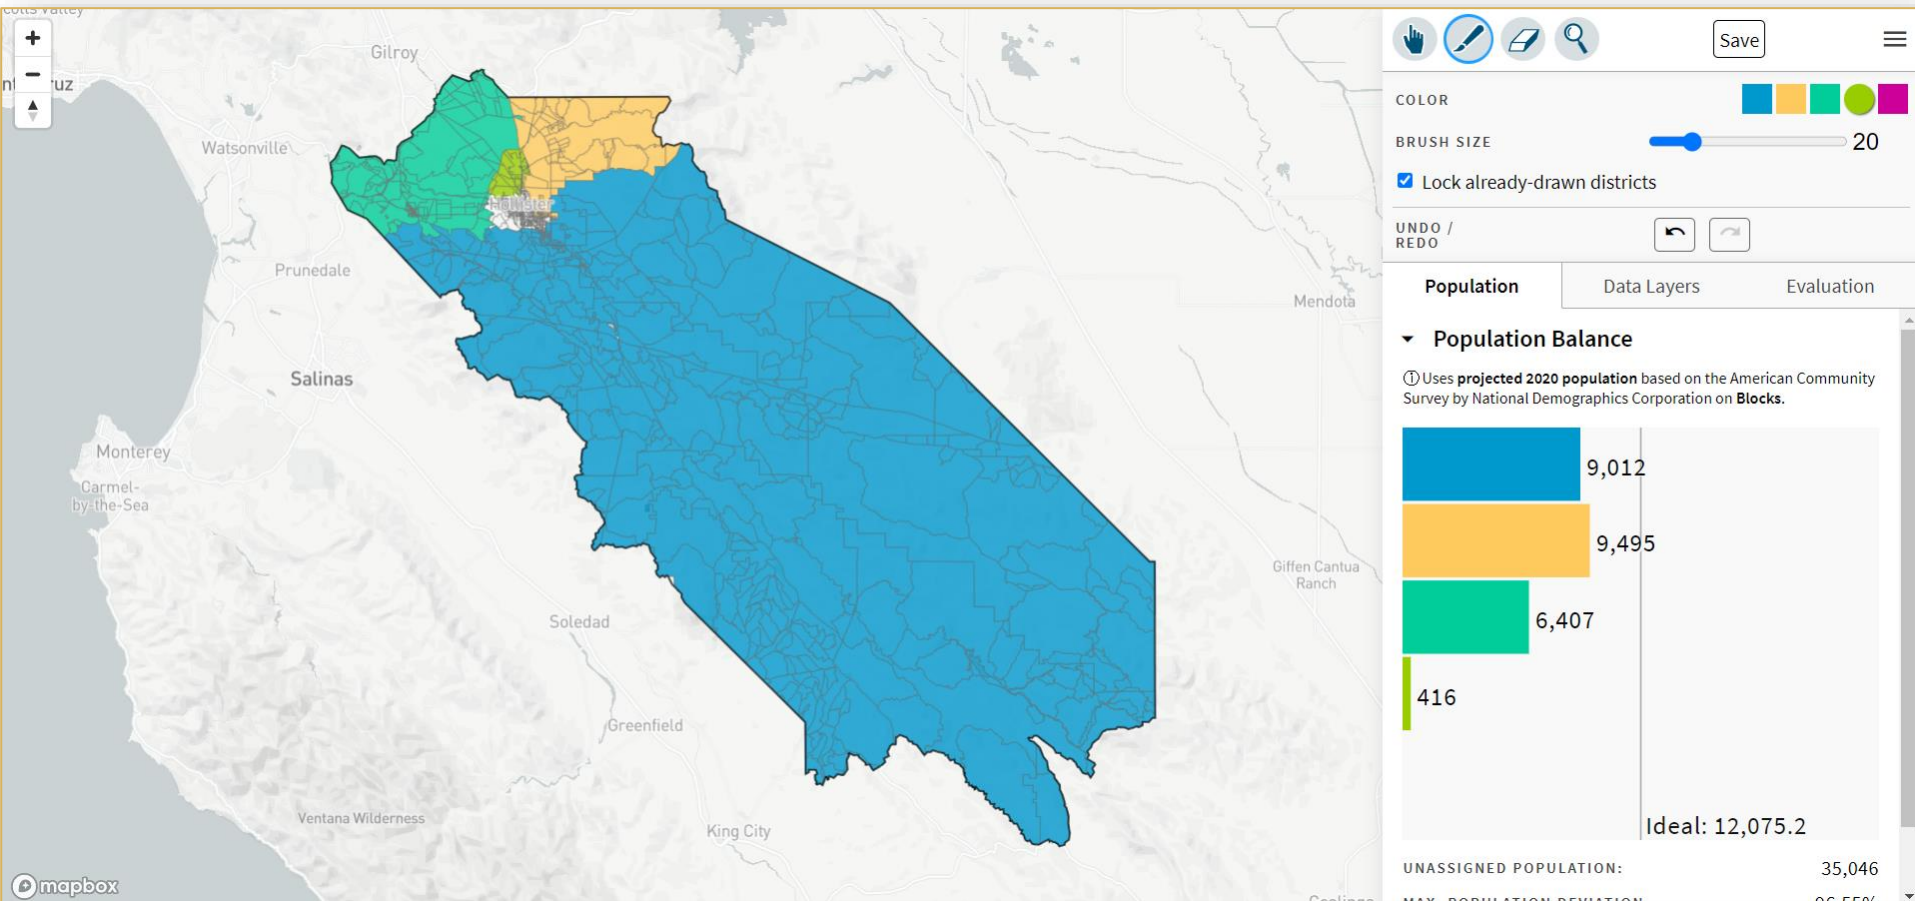 Gilroy
Watsonville
Hollister
Prunedale
Mendota
Salinas
Monterey
Carmel-
by-the-Sea
Giffen Cantua
Ranch
Soledad
Greenfield
Ventana Wilderness
King City
mapbox
Save
COLOR
BRUSH SIZE
20
Lock already-drawn districts
UNDO /
REDO
Population
Data Layers
Evaluation
Population Balance
Uses projected 2020 population based on the American Community
Survey by National Demographics Corporation on Blocks.
9,012
9,495
6,407
416
Ideal: 12,075.2
UNASSIGNED POPULATION:
35,046